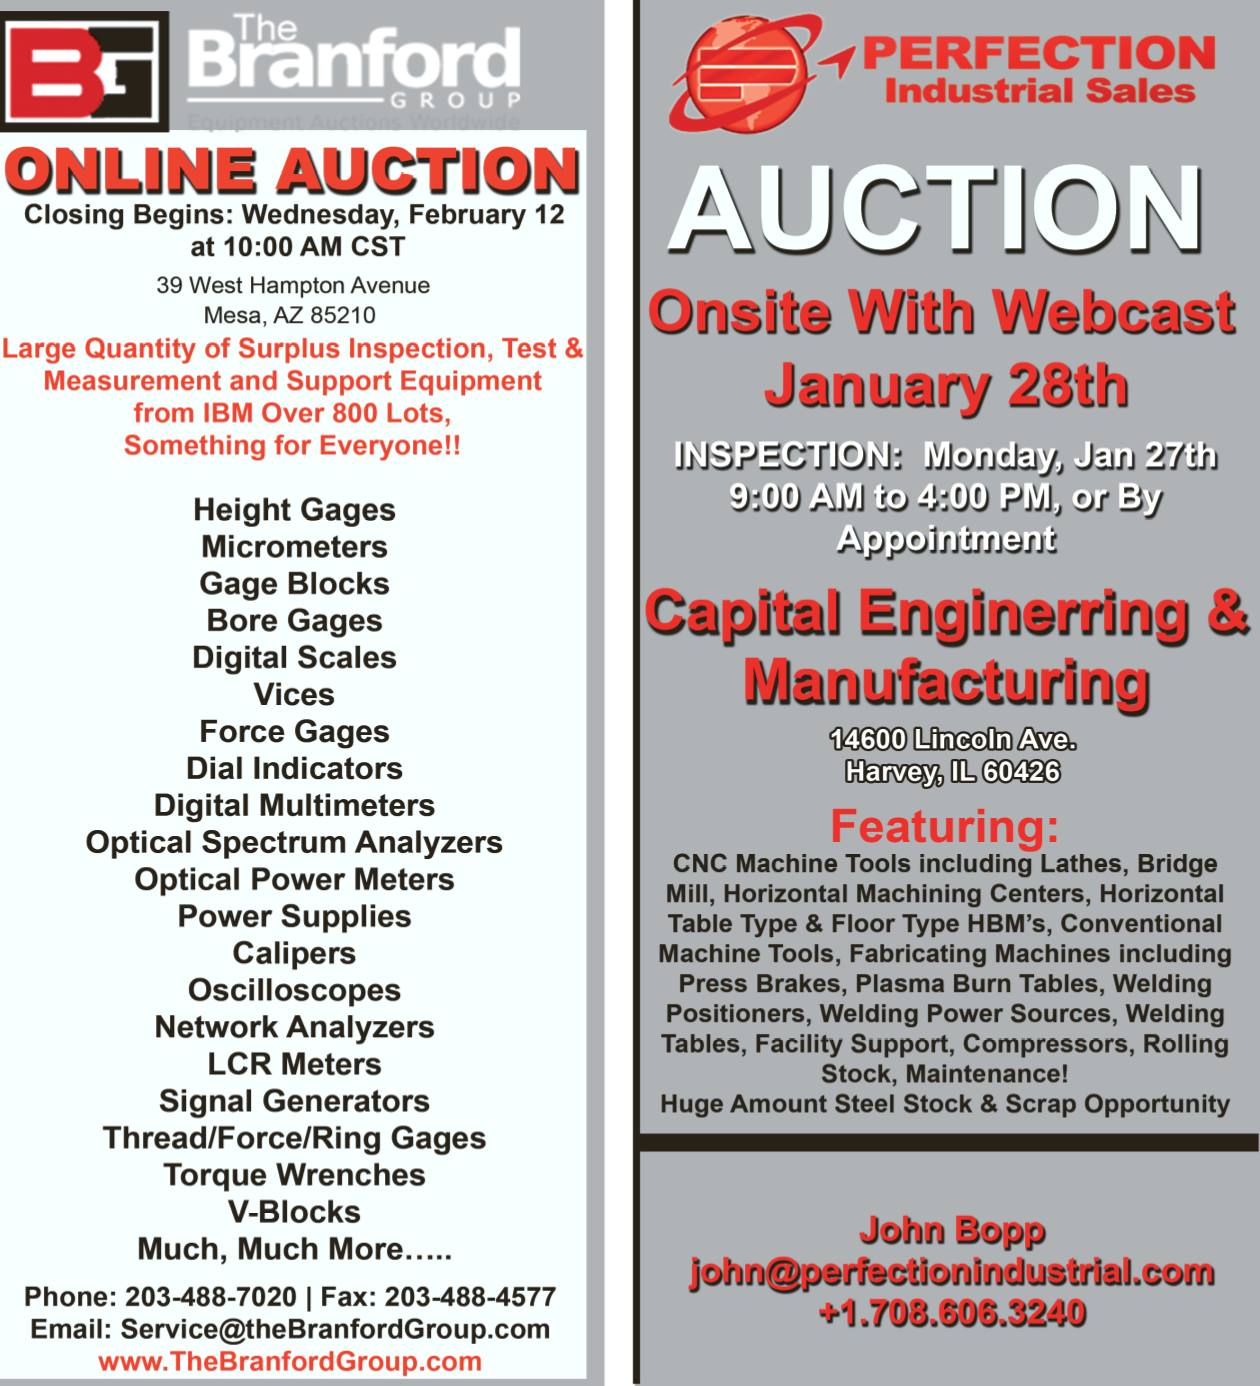 BG
The
Branford
GROUP
Equipment Auctions Worldwide
ONLINE AUCTION
Closing Begins: Wednesday, February 12
at 10:00 AM CST
39 West Hampton Avenue
Mesa, AZ 85210
Large Quantity of Surplus Inspection, Test &
Measurement and Support Equipment
from IBM Over 800 Lots,
Something for Everyone!!
Height Gages
Micrometers
Gage Blocks
Bore Gages
Digital Scales
Vices
Force Gages
Dial Indicators
Digital Multimeters
Optical Spectrum Analyzers
Optical Power Meters
Power Supplies
Calipers
Oscilloscopes
Network Analyzers
LCR Meters
Signal Generators
Thread/Force/Ring Gages
Torque Wrenches
V-Blocks
Much, Much More.....
Phone: 203-488-7020 | Fax: 203-488-4577
Email: Service@theBranfordGroup.com
www.TheBranfordGroup.com
PERFECTION
Industrial Sales
AUCTION
Onsite With Webcast
January 28th
INSPECTION: Monday, Jan 27th
9:00 AM to 4:00 PM, or By
Appointment
Capital Enginerring &
Manufacturing
14600 Lincoln Ave.
Harvey, IL 60426
Featuring:
CNC Machine Tools including Lathes, Bridge
Mill, Horizontal Machining Centers, Horizontal
Table Type & Floor Type HBM's, Conventional
Machine Tools, Fabricating Machines including
Press Brakes, Plasma Burn Tables, Welding
Positioners, Welding Power Sources, Welding
Tables, Facility Support, Compressors, Rolling
Stock, Maintenance!
Huge Amount Steel Stock & Scrap Opportunity
John Bopp
john@perfectionindustrial.com
+1.708.606.3240